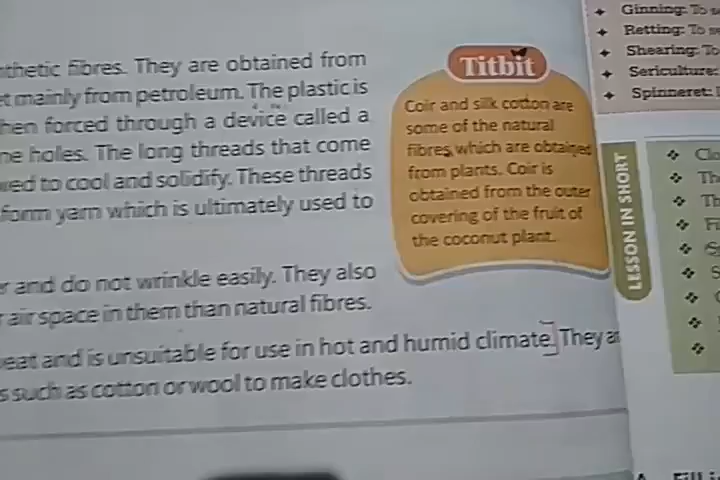 fibres. They are obtained from
mainly from petroleum. The plastic is
forced through a device called a
holes. The long threads that come
to cool and solidify. These threads
form yarn which is ultimately used to
and do not wrinkle easily. They also
air space in them than natural fibres.
and is unsuitable for use in hot and humid climate. They
such as cotton or wool to make clothes.
Titbit
Coir and silk cotton are
some of the natural
fibres, which are obtained
from plants. Coir is
obtained from the outer
covering of the fruit of
the coconut plant.
Ginning: To
Retting: To
Shearing: To
Sericulture:
Spinneret:
LESSON IN SHORT